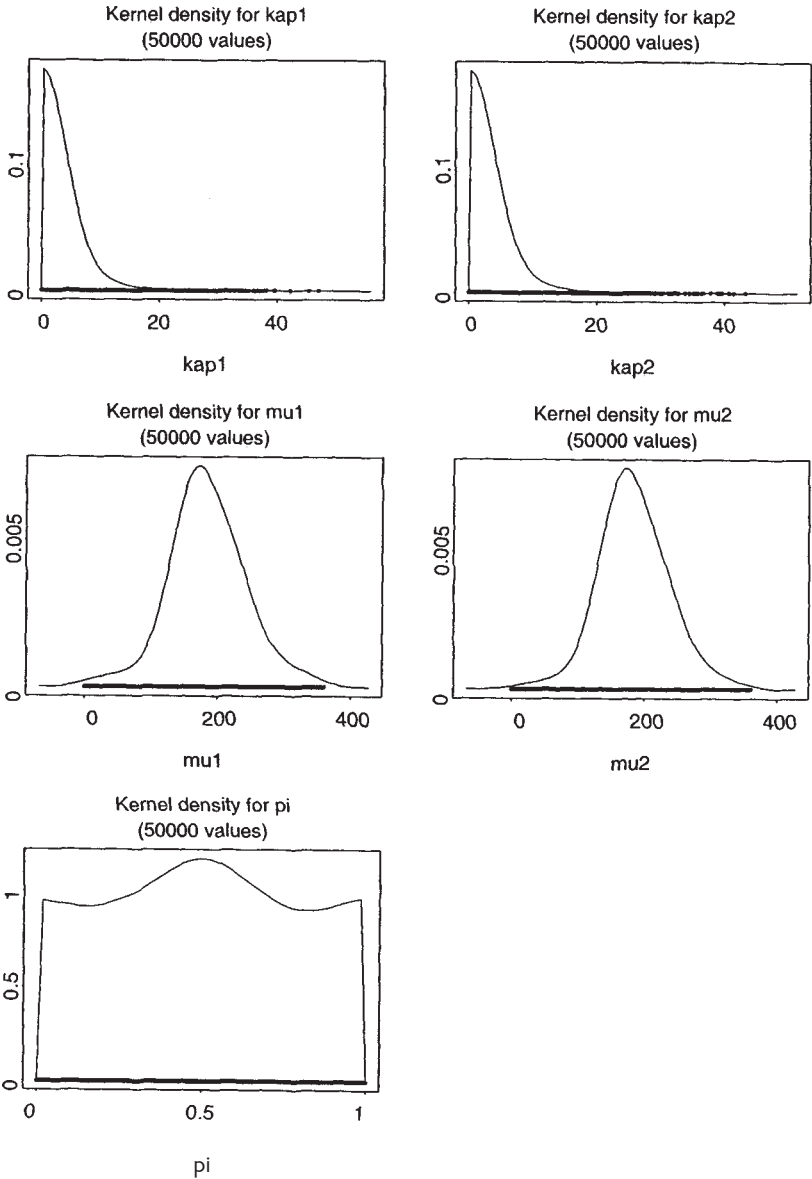 Kernel density for kap1
(50000 values)
0.1
0
0 20 40
kap1
Kernel density for kap2
(50000 values)
0.1
0
0 20 40
kap2
Kernel density for mu1
(50000 values)
0.005
0
0 200 400
mu1
Kernel density for mu2
(50000 values)
0.005
0
0 200 400
mu2
Kernel density for pi
(50000 values)
1
0.5
0
0 0.5 1
pi